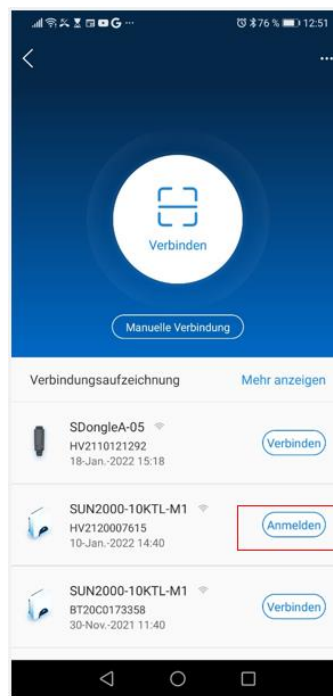 76 % 12:51
Verbinden
Manuelle Verbindung
Verbindungsaufzeichnung Mehr anzeigen
SDongleA-05
HV2110121292
Verbinden
18-Jan.-2022 15:18
SUN2000-10KTL-M1
HV2120007615
Anmelden
10-Jan.-2022 14:40
SUN2000-10KTL-M1
BT20C0173358
Verbinden
30-Nov.-2021 11:40